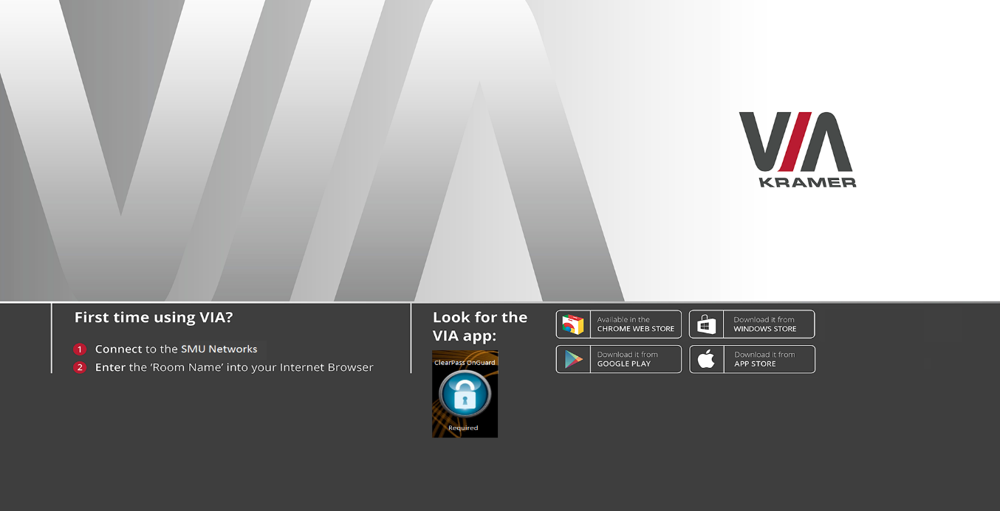 VIA
KRAMER
First time using VIA?
1 Connect to the SMU Networks
2 Enter the ‘Room Name’ into your Internet Browser
Look for the
VIA app:
ClearPass OnGuard
Required
Available in the
CHROME WEB STORE
Download it from
WINDOWS STORE
Download it from
GOOGLE PLAY
Download it from
APP STORE